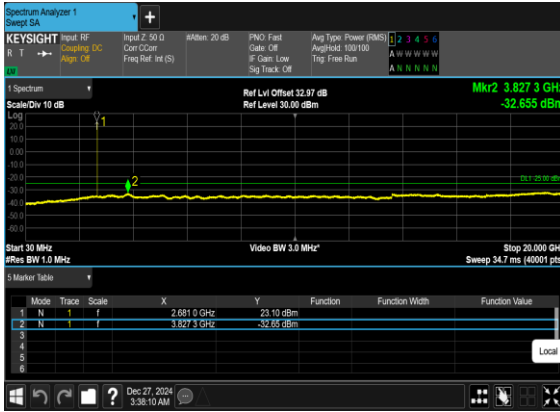 Spectrum Analyzer 1
Swept SA
+
KEYSIGHT
R T
Input: RF
Coupling: DC
Align: Off
Input Z: 50 Ω
Corr CCorr
Freq Ref: Int (S)
#Atten: 20 dB
PNO: Fast
Gate: Off
IF Gain: Low
Sig Track: Off
Avg Type: Power (RMS)
Avg|Hold: 100/100
Trig: Free Run
1 2 3 4 5 6
A W W W W W
A N N N N N
1 Spectrum
Scale/Div 10 dB
Ref Lvl Offset 32.97 dB
Ref Level 30.00 dBm
Mkr2 3.827 3 GHz
-32.655 dBm
Log
20.0
10.0
0.00
-10.0
-20.0
-30.0
-40.0
-50.0
-60.0
1
2
Start 30 MHz
#Res BW 1.0 MHz
Video BW 3.0 MHz*
Stop 20.000 GH
Sweep 34.7 ms (40001 pts
5 Marker Table
Mode Trace Scale X Y Function Function Width Function Value
1 N 1 f 2.681 0 GHz 23.10 dBm
2 N 1 f 3.827 3 GHz -32.65 dBm
3
4
5
6
Local
?
Dec 27, 2024
3:38:10 AM